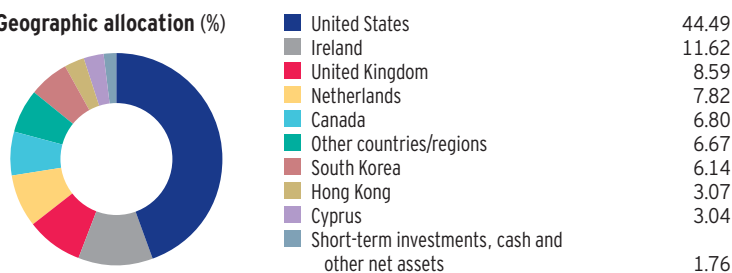 Geographic allocation (%)
United States 44.49
Ireland 11.62
United Kingdom 8.59
Netherlands 7.82
Canada 6.80
Other countries/regions 6.67
South Korea 6.14
Hong Kong 3.07
Cyprus 3.04
Short-term investments, cash and
other net assets 1.76